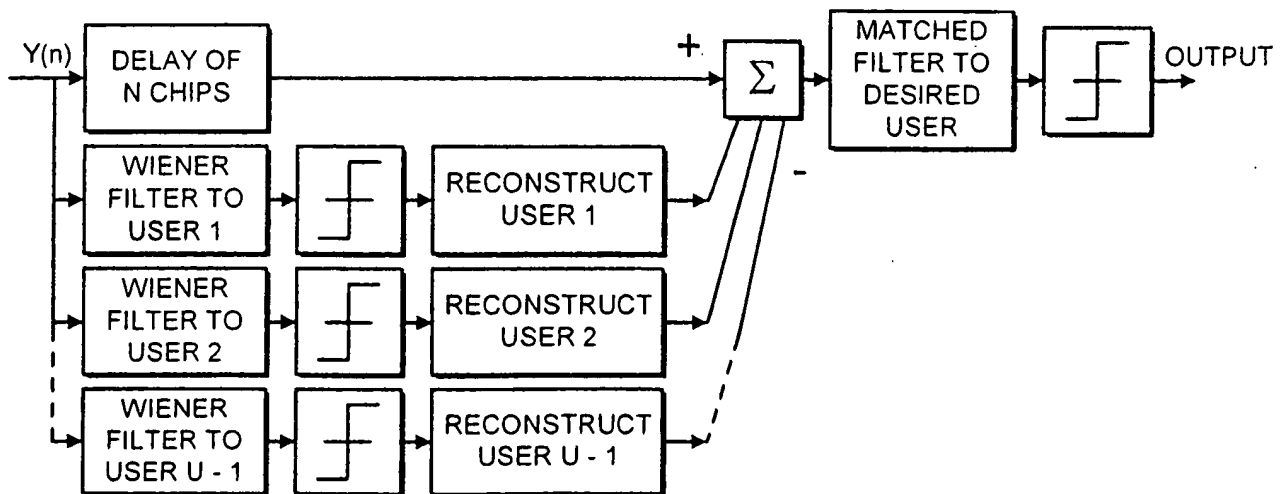 Y(n)
DELAY OF
N CHIPS
+
Σ
MATCHED
FILTER TO
DESIRED
USER
OUTPUT
-
WIENER
FILTER TO
USER 1
RECONSTRUCT
USER 1
WIENER
FILTER TO
USER 2
RECONSTRUCT
USER 2
WIENER
FILTER TO
USER U - 1
RECONSTRUCT
USER U - 1